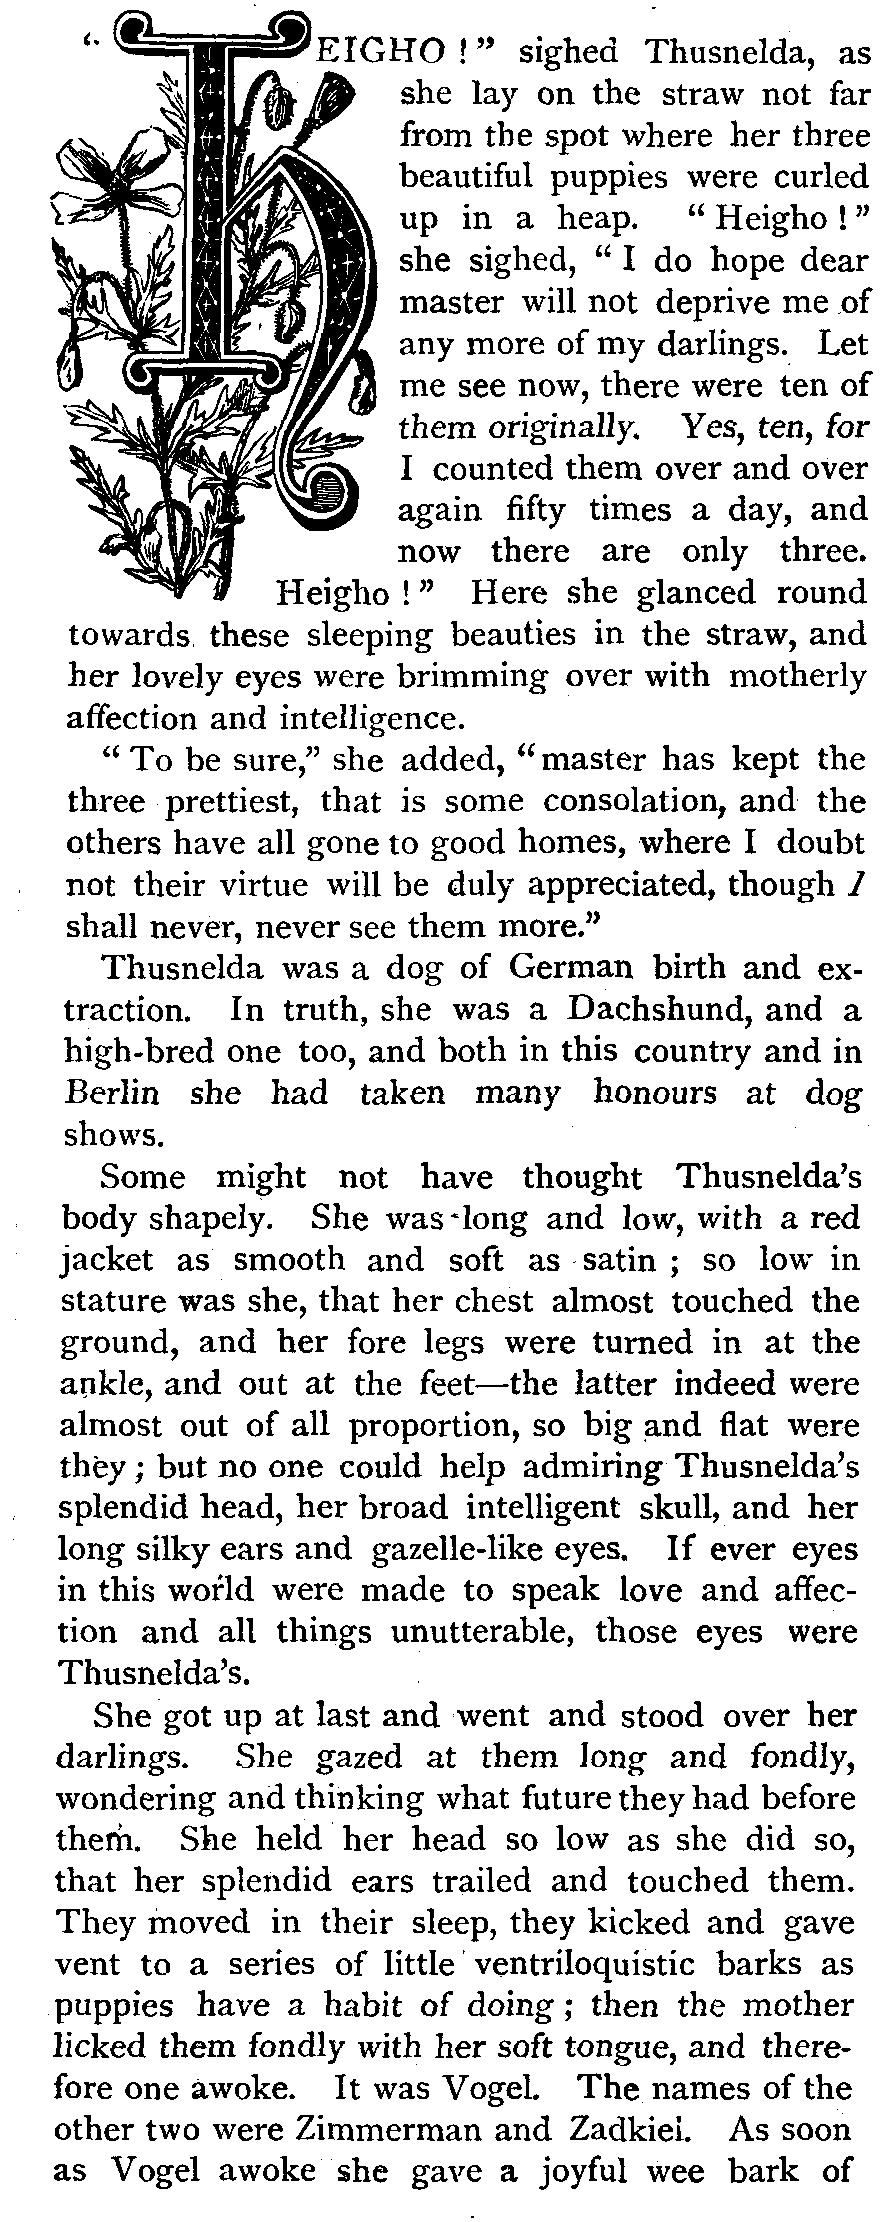 “HEIGHO !” sighed Thusnelda, as
she lay on the straw not far
from the spot where her three
beautiful puppies were curled
up in a heap. “ Heigho !”
she sighed, “ I do hope dear
master will not deprive me of
any more of my darlings. Let
me see now, there were ten of
them originally. Yes, ten, for
I counted them over and over
again fifty times a day, and
now there are only three.
Heigho !” Here she glanced round
towards these sleeping beauties in the straw, and
her lovely eyes were brimming over with motherly
affection and intelligence.
“ To be sure,” she added, “ master has kept the
three prettiest, that is some consolation, and the
others have all gone to good homes, where I doubt
not their virtue will be duly appreciated, though I
shall never, never see them more.”
Thusnelda was a dog of German birth and ex-
traction. In truth, she was a Dachshund, and a
high-bred one too, and both in this country and in
Berlin she had taken many honours at dog
shows.
Some might not have thought Thusnelda’s
body shapely. She was long and low, with a red
jacket as smooth and soft as satin ; so low in
stature was she, that her chest almost touched the
ground, and her fore legs were turned in at the
ankle, and out at the feet—the latter indeed were
almost out of all proportion, so big and flat were
they ; but no one could help admiring Thusnelda’s
splendid head, her broad intelligent skull, and her
long silky ears and gazelle-like eyes. If ever eyes
in this world were made to speak love and affec-
tion and all things unutterable, those eyes were
Thusnelda’s.
She got up at last and went and stood over her
darlings. She gazed at them long and fondly,
wondering and thinking what future they had before
them. She held her head so low as she did so,
that her splendid ears trailed and touched them.
They moved in their sleep, they kicked and gave
vent to a series of little ventriloquistic barks as
puppies have a habit of doing ; then the mother
licked them fondly with her soft tongue, and there-
fore one awoke. It was Vogel. The names of the
other two were Zimmerman and Zadkiel. As soon
as Vogel awoke she gave a joyful wee bark of